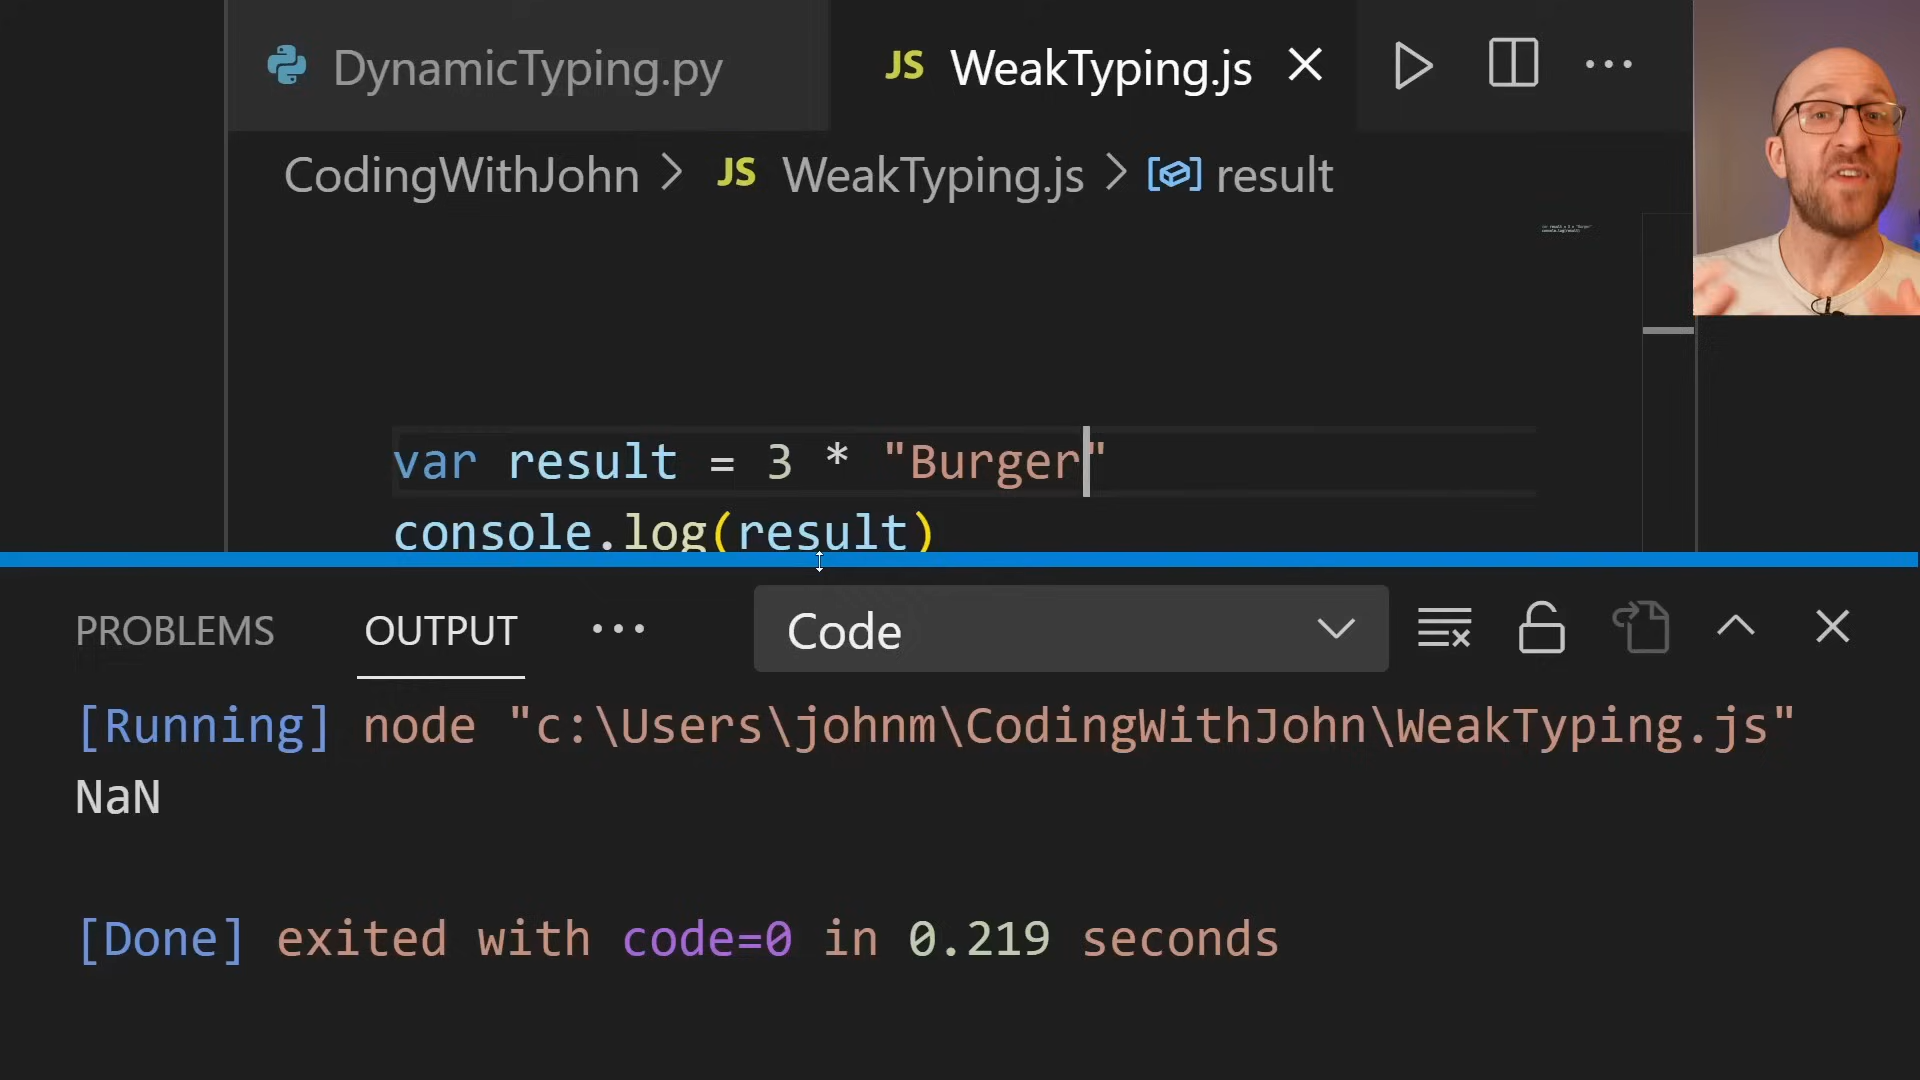 DynamicTyping.py
JS WeakTyping.js
CodingWithJohn > JS WeakTyping.js > result
var result = 3 * "Burger"
console.log(result)
PROBLEMS OUTPUT ··· Code
[Running] node "c:\Users\johnm\CodingWithJohn\WeakTyping.js"
NaN
[Done] exited with code=0 in 0.219 seconds